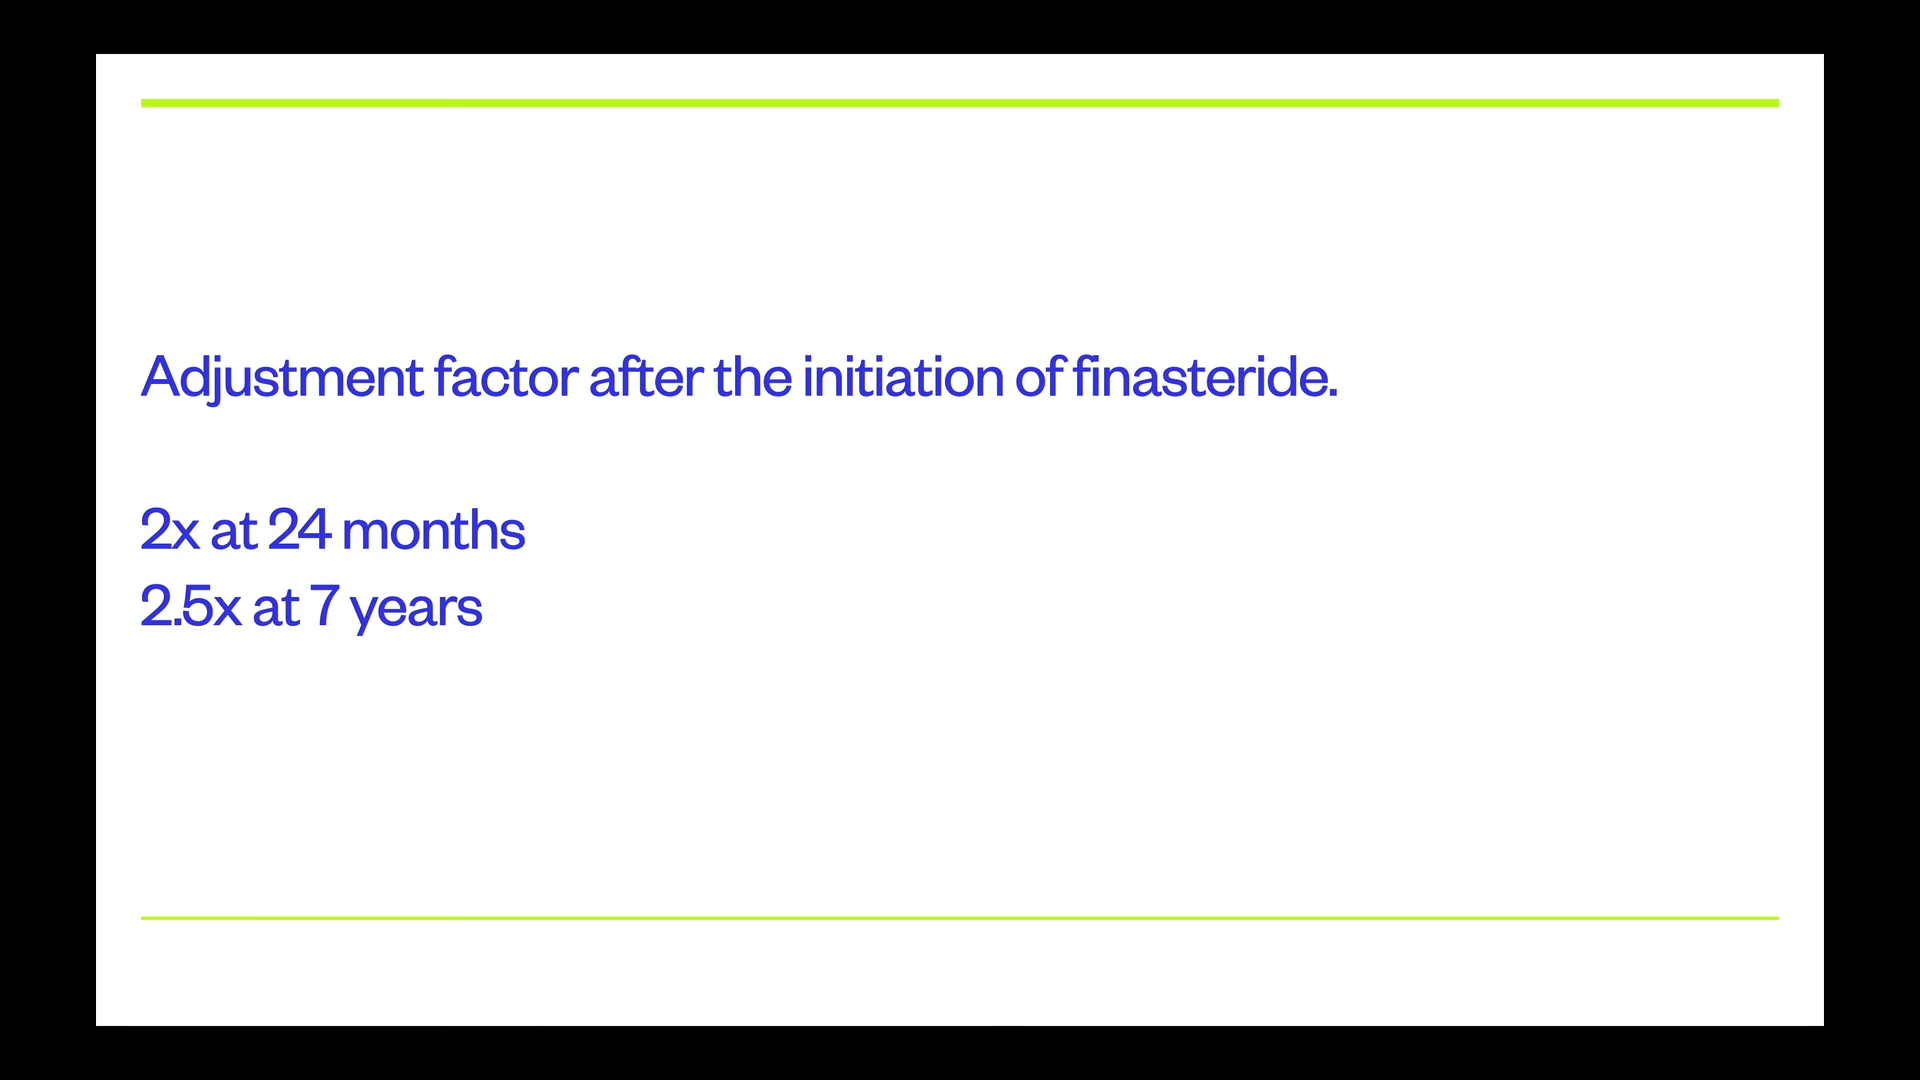 Adjustment factor after the initiation of finasteride.
2x at 24 months
2.5x at 7 years